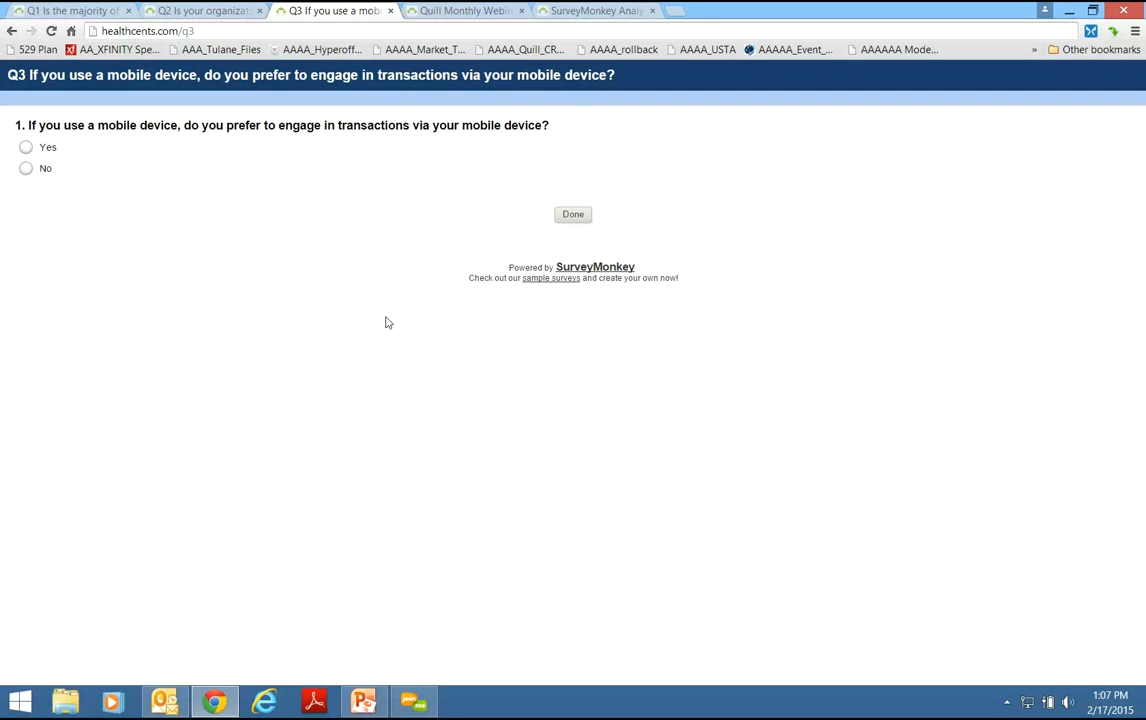 Q1 Is the majority of
Q2 Is your organizat
Q3 If you use a mobi
Quill Monthly Webin
SurveyMonkey Analy
healthcents.com/q3
529 Plan
AA_XFINITY Spe...
AAA_Tulane_Files
AAAA_Hyperoff...
AAAA_Market_T...
AAAA_Quill_CR...
AAAA_rollback
AAAA_USTA
AAAAA_Event_...
AAAAAA Mode...
»
Other bookmarks
Q3 If you use a mobile device, do you prefer to engage in transactions via your mobile device?
1. If you use a mobile device, do you prefer to engage in transactions via your mobile device?
Yes
No
Done
Powered by SurveyMonkey
Check out our sample surveys and create your own now!
1:07 PM
2/17/2015